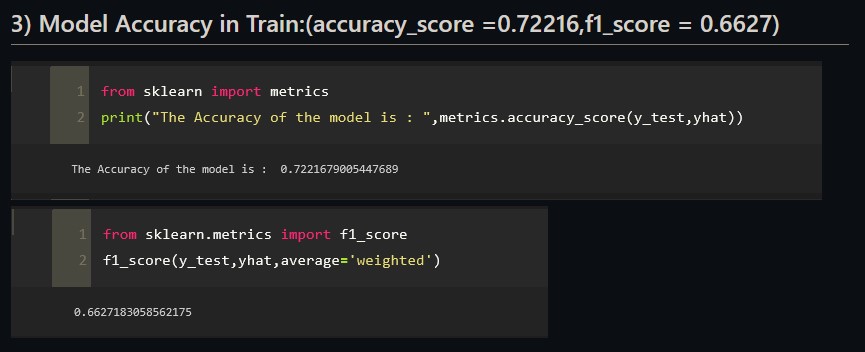 3) Model Accuracy in Train:(accuracy_score =0.72216,f1_score = 0.6627)
1 from sklearn import metrics
2 print("The Accuracy of the model is : ",metrics.accuracy_score(y_test,yhat))
The Accuracy of the model is :  0.7221679005447689
1 from sklearn.metrics import f1_score
2 f1_score(y_test,yhat,average='weighted')
0.6627183058562175